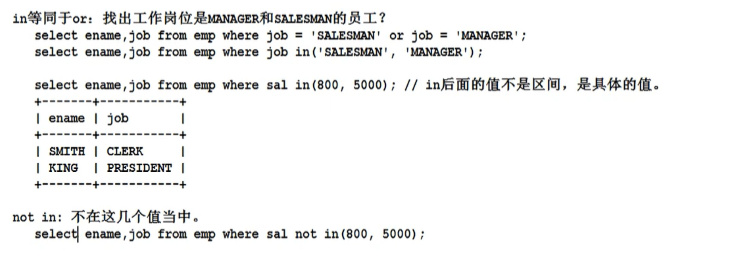 in等同于or: 找出工作岗位是MANAGER和SALESMAN的员工？
select ename,job from emp where job = 'SALESMAN' or job = 'MANAGER';
select ename,job from emp where job in('SALESMAN', 'MANAGER');
select ename,job from emp where sal in(800, 5000); // in后面的值不是区间，是具体的值。
+-------+-----------+
| ename | job       |
+-------+-----------+
| SMITH | CLERK     |
| KING  | PRESIDENT |
+-------+-----------+
not in: 不在这几个值当中。
select ename,job from emp where sal not in(800, 5000);